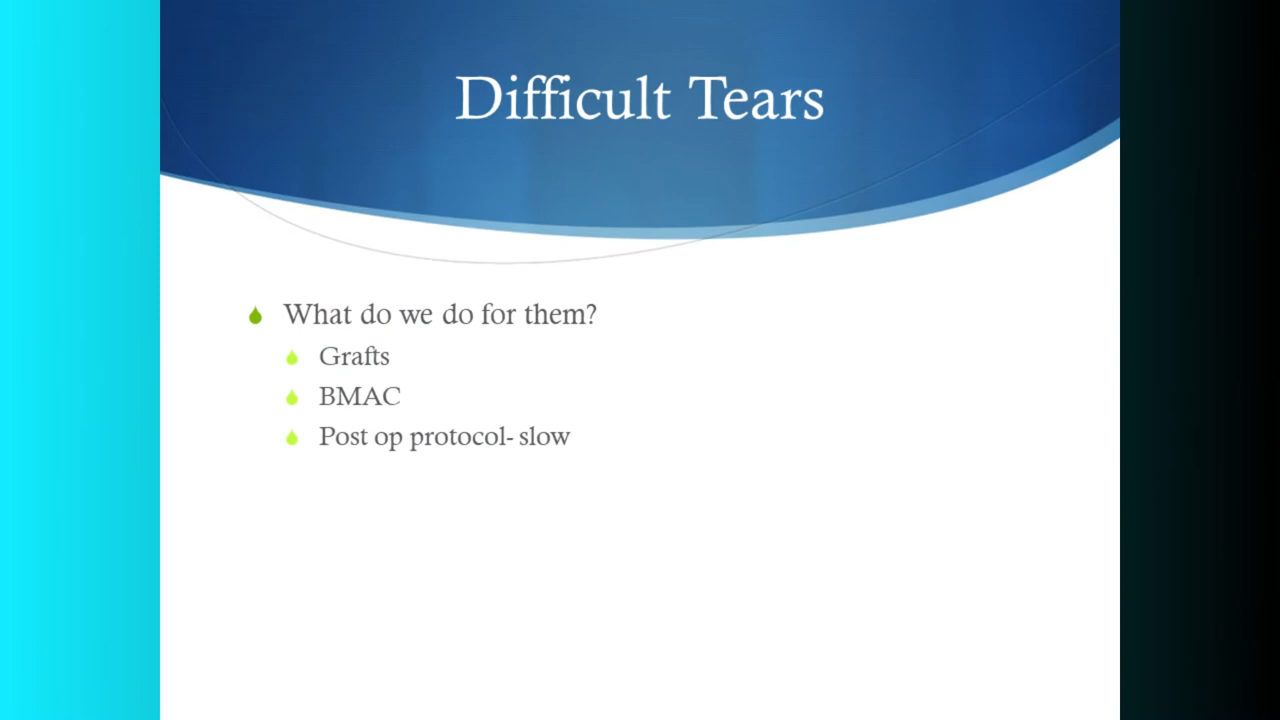 Difficult Tears
What do we do for them?
Grafts
BMAC
Post op protocol- slow